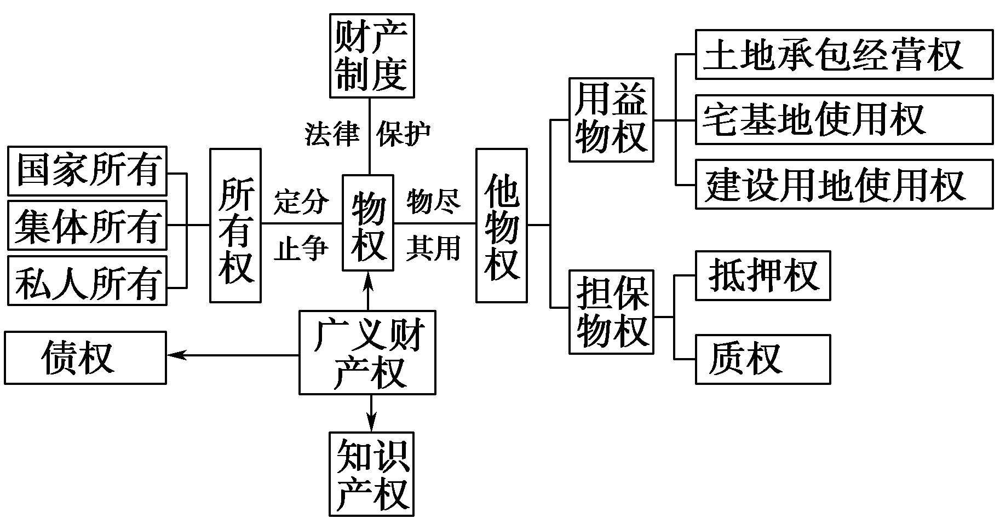 财产
制度
法律 保护
国家所有
集体所有
私人所有
所有权
定分
止争
物权
物尽
其用
他物权
用益
物权
土地承包经营权
宅基地使用权
建设用地使用权
担保
物权
抵押权
质权
债权
广义财
产权
知识
产权